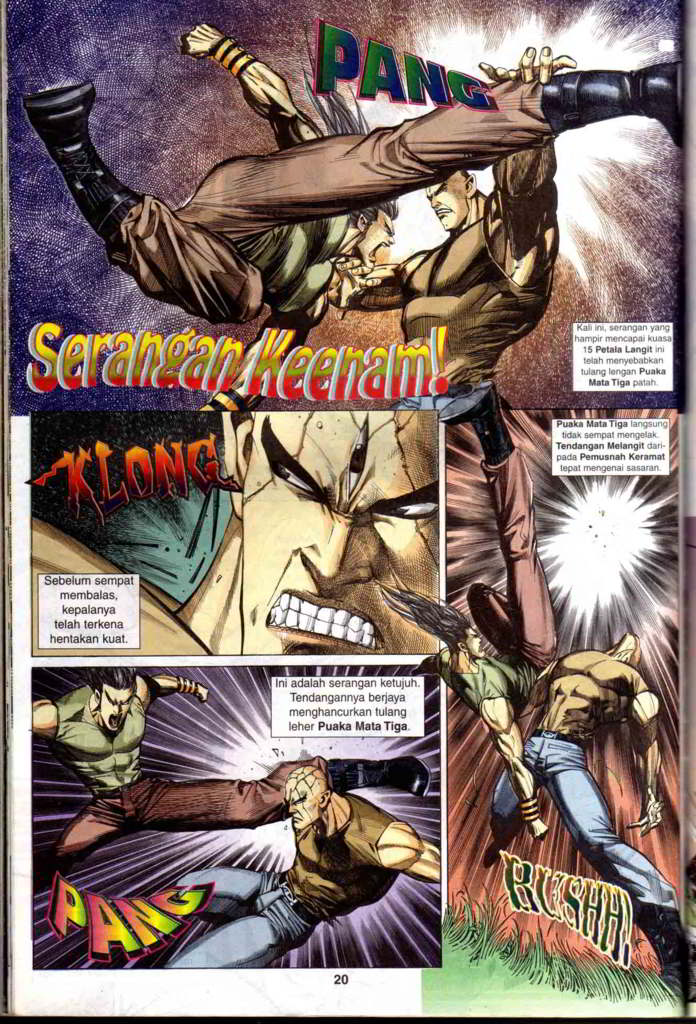 PANG
Serangan Keenam!
Kali ini, serangan yang
hampir mencapai kuasa
15 Petala Langit ini
telah menyebabkan
tulang lengan Puaka
Mata Tiga patah.
KLONG
Sebelum sempat
membalas,
kepalanya
telah terkena
hentakan kuat.
Puaka Mata Tiga langsung
tidak sempat mengelak.
Tendangan Melangit dari-
pada Pemusnah Keramat
tepat mengenai sasaran.
Ini adalah serangan ketujuh.
Tendangannya berjaya
menghancurkan tulang
leher Puaka Mata Tiga.
PANG
RUSHH!
20